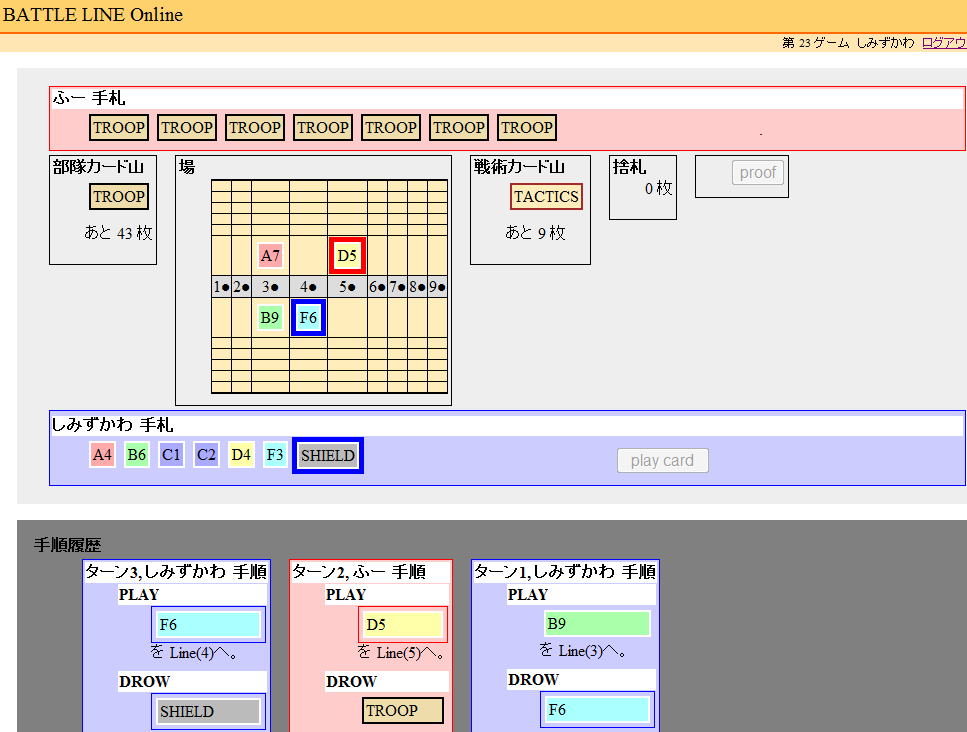 BATTLE LINE Online
第 23 ゲーム しみずかわ ログアウ
ふー 手札
TROOP TROOP TROOP TROOP TROOP TROOP TROOP
部隊カード山
TROOP
あと 43 枚
場
A7 D5
1● 2● 3● 4● 5● 6● 7● 8● 9●
B9 F6
戦術カード山
TACTICS
あと 9 枚
捨札
0 枚
proof
しみずかわ 手札
A4 B6 C1 C2 D4 F3 SHIELD
play card
手順履歴
ターン3,しみずかわ 手順
PLAY
F6
を Line(4)へ。
DROW
SHIELD
ターン2, ふー 手順
PLAY
D5
を Line(5)へ。
DROW
TROOP
ターン1,しみずかわ 手順
PLAY
B9
を Line(3)へ。
DROW
F6